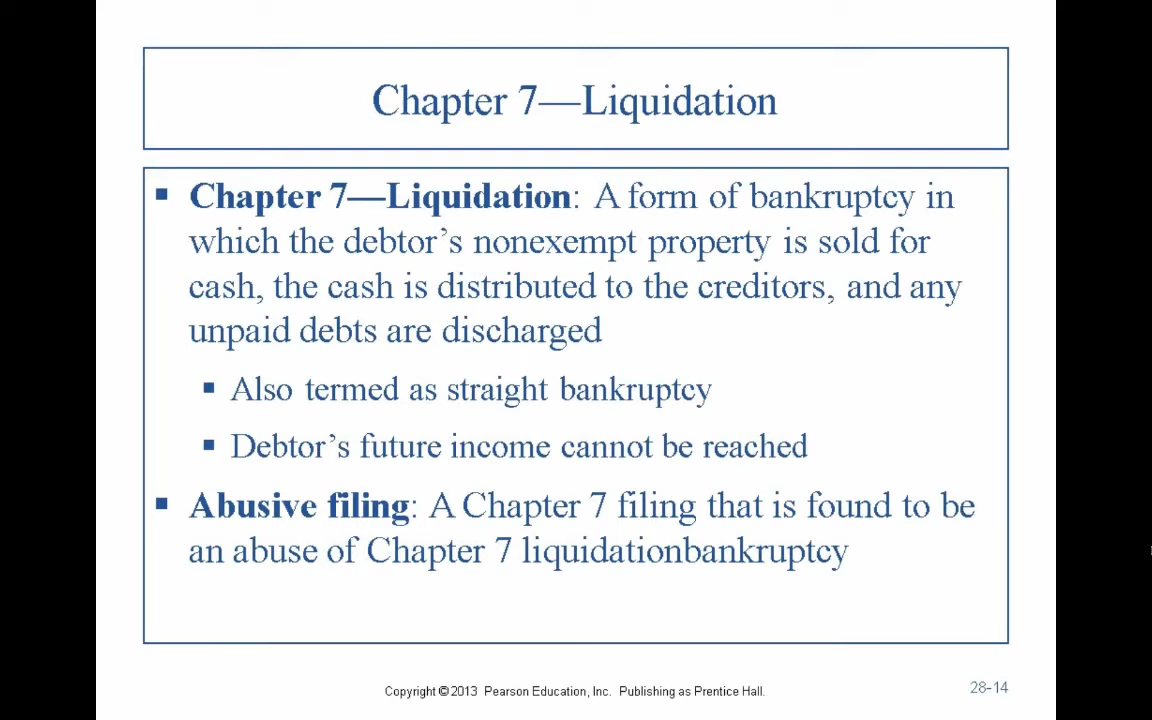 Chapter 7—Liquidation
▪ Chapter 7—Liquidation: A form of bankruptcy in
which the debtor's nonexempt property is sold for
cash, the cash is distributed to the creditors, and any
unpaid debts are discharged
▪ Also termed as straight bankruptcy
▪ Debtor's future income cannot be reached
▪ Abusive filing: A Chapter 7 filing that is found to be
an abuse of Chapter 7 liquidationbankruptcy
Copyright © 2013 Pearson Education, Inc. Publishing as Prentice Hall.
28-14